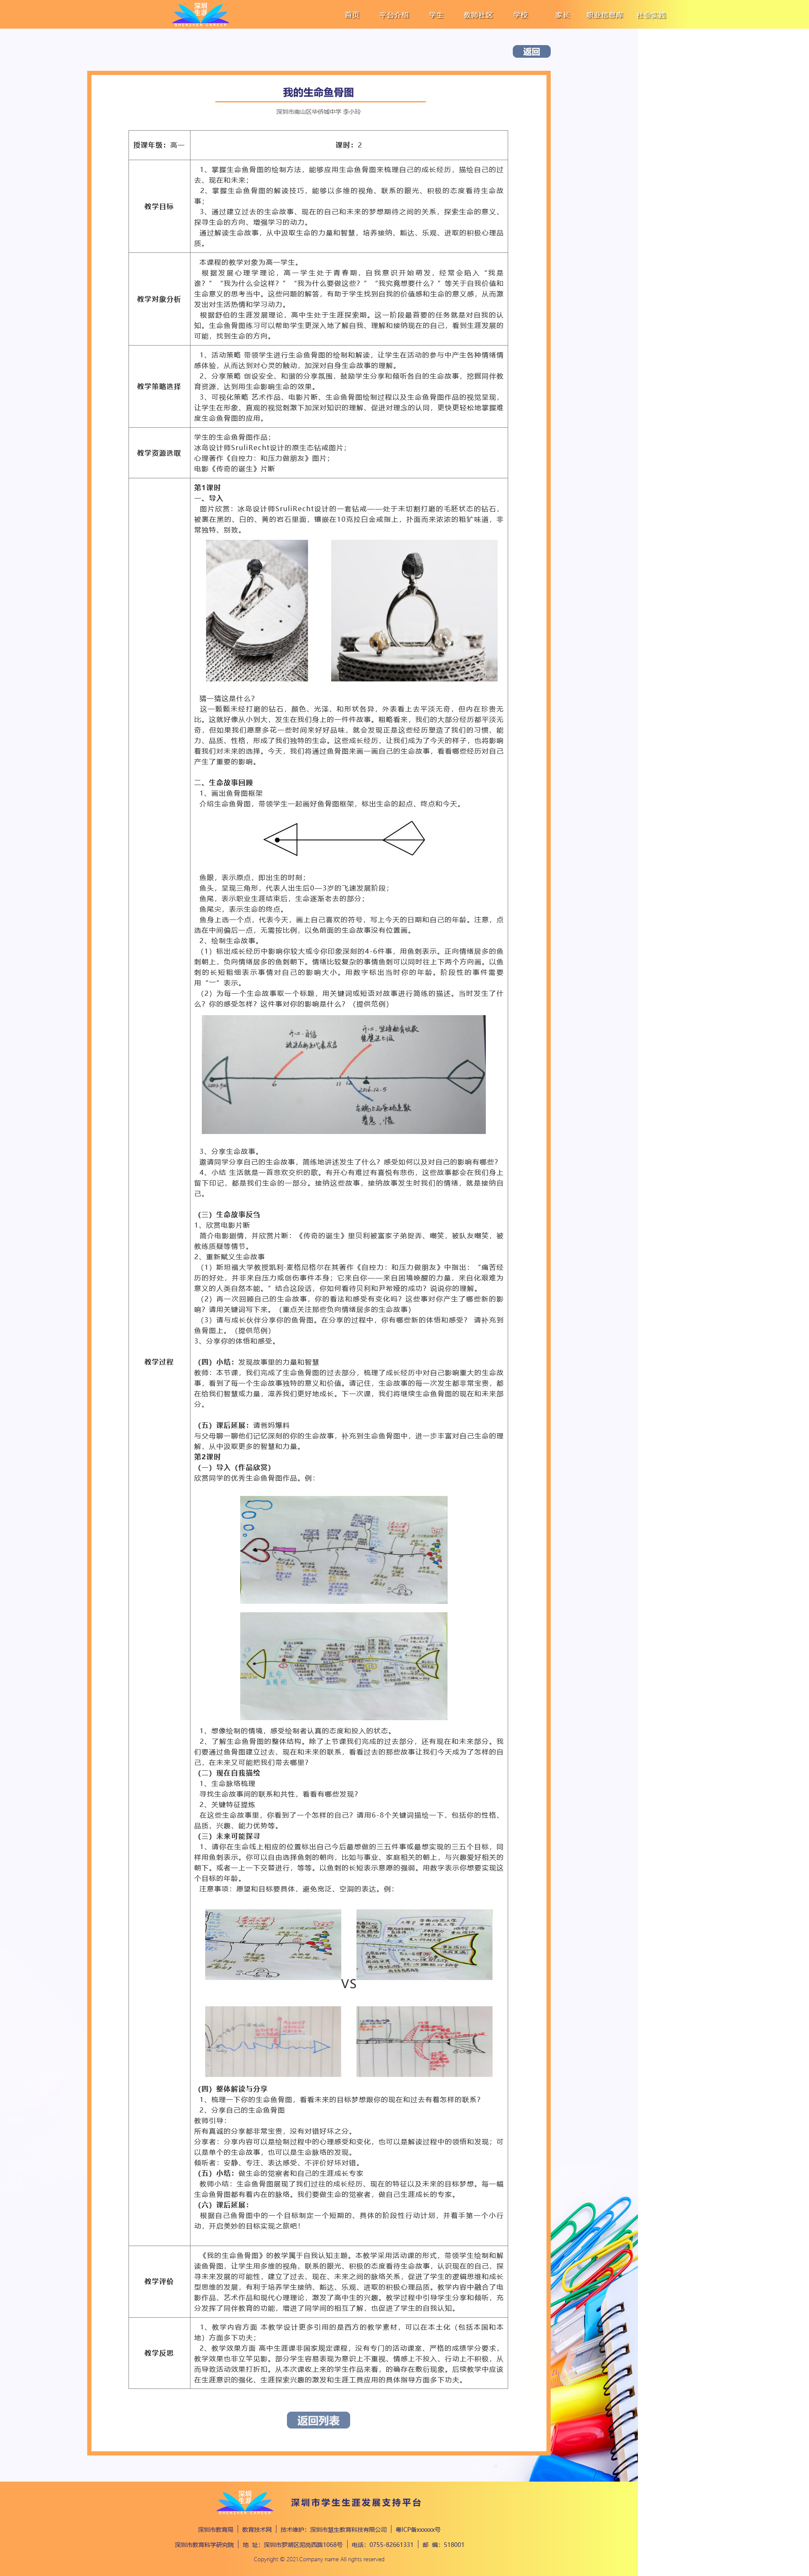 深圳
生涯
首页 平台介绍 学生 教师社区 学校 家长 职业信息库 社会实践
返回
我的生命鱼骨图
深圳市南山区华侨城中学 李小玲
授课年级：高一 课时：2
教学目标
1、掌握生命鱼骨图的绘制方法，能够应用生命鱼骨图来梳理自己的成长经历，描绘自己的过
去、现在和未来；
2、掌握生命鱼骨图的解读技巧，能够以多维的视角、联系的眼光、积极的态度看待生命故
事；
3、通过建立过去的生命故事、现在的自己和未来的梦想期待之间的关系，探索生命的意义、
探寻生命的方向、增强学习的动力。
通过解读生命故事，从中汲取生命的力量和智慧，培养接纳、豁达、乐观、进取的积极心理品
质。
教学对象分析
本课程的教学对象为高一学生。
根据发展心理学理论，高一学生处于青春期，自我意识开始萌发，经常会陷入“我是
谁？”“我为什么会这样？”“我为什么要做这些？”“我究竟想要什么？”等关于自我价值和
生命意义的思考当中。这些问题的解答，有助于学生找到自我的价值感和生命的意义感，从而激
发出对生活热情和学习动力。
根据舒伯的生涯发展理论，高中生处于生涯探索期。这一阶段最首要的任务就是对自我的认
知。生命鱼骨图练习可以帮助学生更深入地了解自我、理解和接纳现在的自己，看到生涯发展的
可能，找到生命的方向。
教学策略选择
1、活动策略 带领学生进行生命鱼骨图的绘制和解读，让学生在活动的参与中产生各种情绪情
感体验，从而达到对心灵的触动，加深对自身生命故事的理解。
2、分享策略 创设安全、和谐的分享氛围，鼓励学生分享和倾听各自的生命故事，挖掘同伴教
育资源，达到用生命影响生命的效果。
3、可视化策略 艺术作品、电影片断、生命鱼骨图绘制过程以及生命鱼骨图作品的视觉呈现，
让学生在形象、直观的视觉刺激下加深对知识的理解、促进对理念的认同，更快更轻松地掌握难
度生命鱼骨图的应用。
教学资源选取
学生的生命鱼骨图作品；
冰岛设计师SruliRecht设计的原生态钻戒图片；
心理著作《自控力：和压力做朋友》图片；
电影《传奇的诞生》片断
教学过程
第1课时
一、导入
图片欣赏：冰岛设计师SruliRecht设计的一套钻戒——处于未切割打磨的毛胚状态的钻石，
被裹在黑的、白的、黄的岩石里面，镶嵌在10克拉白金戒指上，扑面而来浓浓的粗犷味道，非
常独特、别致。
猜一猜这是什么？
这一颗颗未经打磨的钻石，颜色、光泽、和形状各异，外表看上去平淡无奇，但内在珍贵无
比。这就好像从小到大，发生在我们身上的一件件故事。粗略看来，我们的大部分经历都平淡无
奇，但如果我们愿意多花一些时间来好好品味，就会发现正是这些经历塑造了我们的习惯、能
力、品质、性格，形成了我们独特的生命。这些成长经历，让我们成为了今天的样子，也将影响
着我们对未来的选择。今天，我们将通过鱼骨图来画一画自己的生命故事，看看哪些经历对自己
产生了重要的影响。
二、生命故事回顾
1、画出鱼骨图框架
介绍生命鱼骨图，带领学生一起画好鱼骨图框架，标出生命的起点、终点和今天。
鱼眼，表示原点，即出生的时刻；
鱼头，呈现三角形，代表人出生后0—3岁的飞速发展阶段；
鱼尾，表示职业生涯结束后，生命逐渐老去的部分；
鱼尾尖，表示生命的终点。
鱼身上选一个点，代表今天，画上自己喜欢的符号，写上今天的日期和自己的年龄。注意，点
选在中间偏后一点，无需按比例，以免前面的生命故事没有位置画。
2、绘制生命故事。
（1）标出成长经历中影响你较大或令你印象深刻的4-6件事，用鱼刺表示。正向情绪居多的鱼
刺朝上，负向情绪居多的鱼刺朝下。情绪比较复杂的事情鱼刺可以同时往上下两个方向画。以鱼
刺的长短粗细表示事情对自己的影响大小。用数字标出当时你的年龄。阶段性的事件需要
用“︸”表示。
（2）为每一个生命故事取一个标题，用关键词或短语对故事进行简练的描述。当时发生了什
么？你的感受怎样？这件事对你的影响是什么？（提供范例）
3、分享生命故事。
邀请同学分享自己的生命故事，简练地讲述发生了什么？感受如何以及对自己的影响有哪些？
4、小结 生活就是一首悲欢交织的歌。有开心有难过有喜悦有悲伤，这些故事都会在我们身上
留下印记，都是我们生命的一部分。接纳这些故事，接纳故事发生时我们的情绪，就是接纳自
己。
（三）生命故事反刍
1、欣赏电影片断
简介电影剧情，并欣赏片断：《传奇的诞生》里贝利被富家子弟捉弄、嘲笑，被队友嘲笑，被
教练质疑等情节。
2、重新赋义生命故事
（1）斯坦福大学教授凯利·麦格尼格尔在其著作《自控力：和压力做朋友》中指出：“痛苦经
历的好处，并非来自压力或创伤事件本身；它来自你——来自困境唤醒的力量，来自化艰难为
意义的人类自然本能。”结合这段话，你如何看待贝利和尹希娅的成功？说说你的理解。
（2）再一次回顾自己的生命故事，你的看法和感受有变化吗？这些事对你产生了哪些新的影
响？请用关键词写下来。（重点关注那些负向情绪居多的生命故事）
（3）请与成长伙伴分享你的鱼骨图。在分享的过程中，你有哪些新的体悟和感受？ 请补充到
鱼骨图上。（提供范例）
3、分享你的体悟和感受。
（四）小结：发现故事里的力量和智慧
教师：本节课，我们完成了生命鱼骨图的过去部分，梳理了成长经历中对自己影响重大的生命故
事，看到了每一个生命故事独特的意义和价值。请记住，生命故事的每一次发生都非常宝贵，都
在给我们智慧或力量，滋养我们更好地成长。下一次课，我们将继续生命鱼骨图的现在和未来部
分。
（五）课后延展：请爸妈爆料
与父母聊一聊他们记忆深刻的你的生命故事，补充到生命鱼骨图中，进一步丰富对自己生命的理
解、从中汲取更多的智慧和力量。
第2课时
（一）导入（作品欣赏）
欣赏同学的优秀生命鱼骨图作品。例：
1、想像绘制的情境，感受绘制者认真的态度和投入的状态。
2、了解生命鱼骨图的整体结构。除了上节课我们完成的过去部分，还有现在和未来部分。我
们要通过鱼骨图建立过去，现在和未来的联系，看看过去的那些故事让我们今天成为了怎样的自
己，在未来又可能把我们带去哪里？
（二）现在自我描绘
1、生命脉络梳理
寻找生命故事间的联系和共性，看看有哪些发现？
2、关键特征提炼
在这些生命故事里，你看到了一个怎样的自己？请用6-8个关键词描绘一下，包括你的性格、
品质，兴趣、能力优势等。
（三）未来可能探寻
1、请你在生命线上相应的位置标出自己今后最想做的三五件事或最想实现的三五个目标，同
样用鱼刺表示。你可以自由选择鱼刺的朝向，比如与事业、家庭相关的朝上，与兴趣爱好相关的
朝下。或者一上一下交替进行，等等。以鱼刺的长短表示意愿的强弱。用数字表示你想要实现这
个目标的年龄。
注意事项：愿望和目标要具体，避免宽泛、空洞的表达。例：
VS
（四）整体解读与分享
1、梳理一下你的生命鱼骨图，看看未来的目标梦想跟你的现在和过去有着怎样的联系？
2、分享自己的生命鱼骨图
教师引导：
所有真诚的分享都非常宝贵，没有对错好坏之分。
分享者：分享内容可以是绘制过程中的心理感受和变化，也可以是解读过程中的领悟和发现；可
以是单个的生命故事，也可以是生命脉络的发现。
倾听者：安静、专注、表达感受、不评价好坏对错。
（五）小结：做生命的觉察者和自己的生涯成长专家
教师小结：生命鱼骨图展现了我们过往的成长经历、现在的特征以及未来的目标梦想。每一幅
生命鱼骨图都有着内在的脉络。我们要做生命的觉察者，做自己生涯成长的专家。
（六）课后延展：
根据自己鱼骨图中的一个目标制定一个短期的、具体的阶段性行动计划，并着手第一个小行
动，开启美妙的目标实现之旅吧！
教学评价
《我的生命鱼骨图》的教学属于自我认知主题。本教学采用活动课的形式，带领学生绘制和解
读鱼骨图，让学生用多维的视角、联系的眼光、积极的态度看待生命故事，认识现在的自己，探
寻未来发展的可能性，建立了过去、现在、未来之间的脉络关系，促进了学生的逻辑思维和成长
型思维的发展，有利于培养学生接纳、豁达、乐观、进取的积极心理品质。教学内容中融合了电
影作品、艺术作品和现代心理理论，激发了高中生的兴趣。教学过程中引导学生分享和倾听，充
分发挥了同伴教育的功能，增进了同学间的相互了解，也促进了学生的自我认知。
教学反思
1、教学内容方面 本教学设计更多引用的是西方的教学素材，可以在本土化（包括本国和本
地）方面多下功夫；
2、教学效果方面 高中生涯课非国家规定课程，没有专门的活动课室、严格的成绩学分要求，
教学效果也非立竿见影。部分学生容易表现为意识上不重视、情感上不投入、行动上不积极，从
而导致活动效果打折扣。从本次课收上来的学生作品来看，的确存在敷衍现象。后续教学中应该
在生涯意识的强化、生涯探索兴趣的激发和生涯工具应用的具体指导方面多下功夫。
返回列表
深圳
生涯
深圳市学生生涯发展支持平台
深圳市教育局 教育技术网 技术维护：深圳市慧生教育科技有限公司 粤ICP备xxxxxx号
深圳市教育科学研究院 地 址：深圳市罗湖区泥岗西路1068号 电话：0755-82661331 邮 编：518001
Copyright © 2021Company name All rights reserved